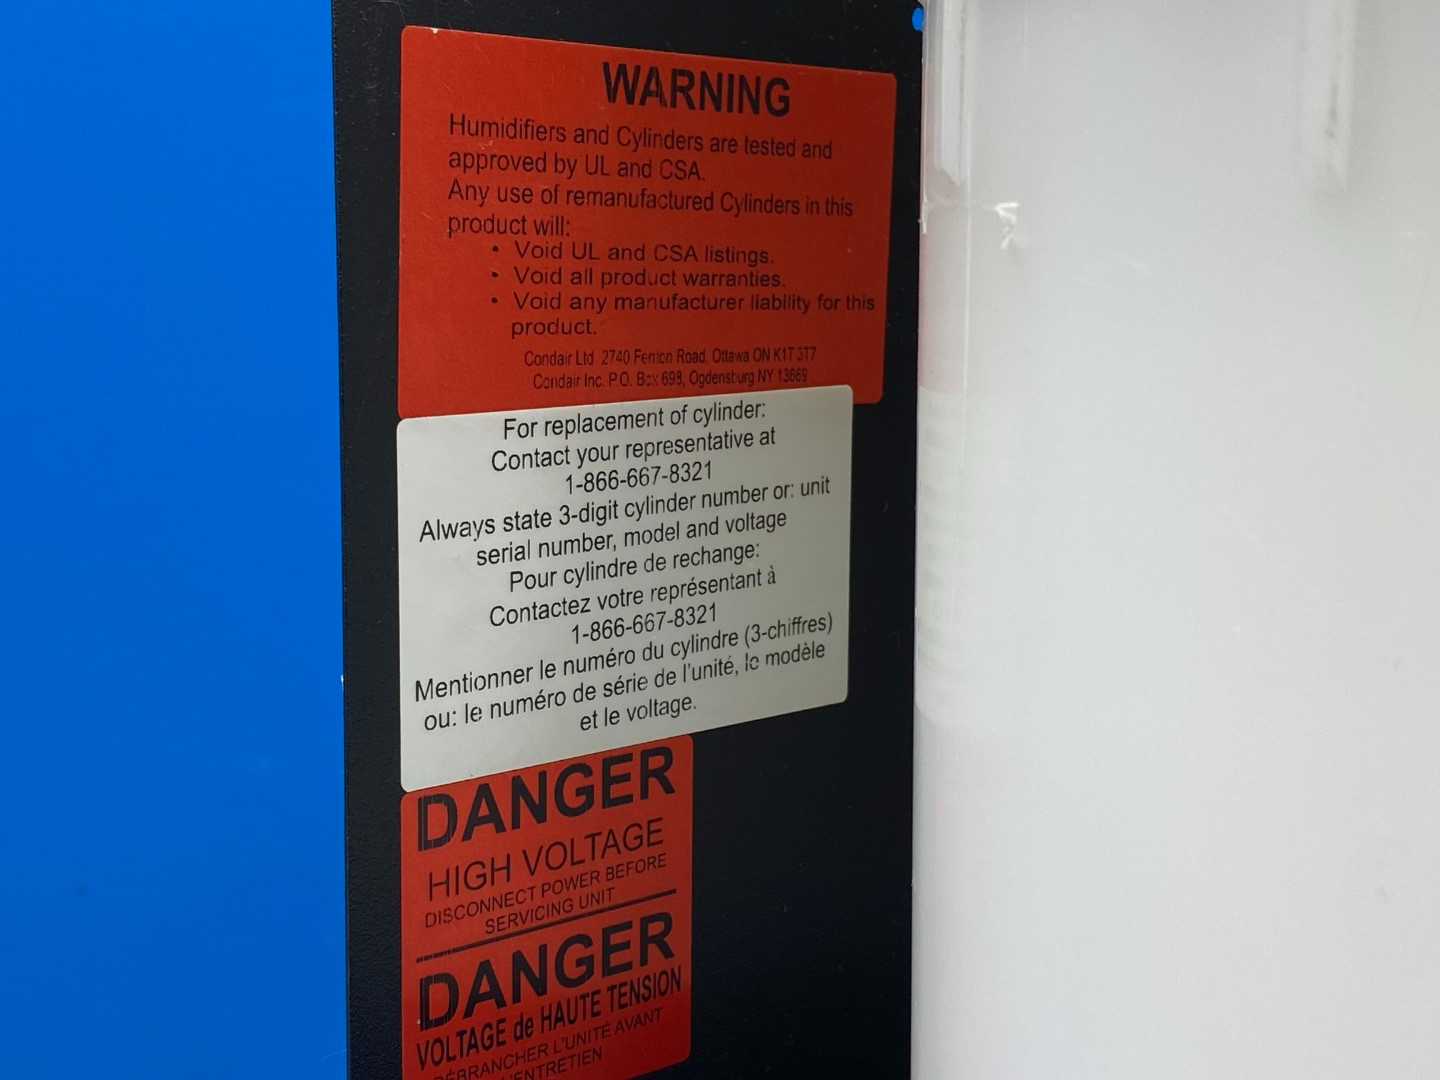 WARNING
Humidifiers and Cylinders are tested and
approved by UL and CSA.
Any use of remanufactured Cylinders in this
product will:
• Void UL and CSA listings.
• Void all product warranties.
• Void any manufacturer liability for this
product.
Condair Ltd. 2740 Fenton Road, Ottawa ON K1T 3T7
Condair Inc. P.O. Box 698, Ogdensburg NY 13669
For replacement of cylinder:
Contact your representative at
1-866-667-8321
Always state 3-digit cylinder number or: unit
serial number, model and voltage
Pour cylindre de rechange:
Contactez votre représentant à
1-866-667-8321
Mentionner le numéro du cylindre (3-chiffres)
ou: le numéro de série de l'unité, le modèle
et le voltage.
DANGER
HIGH VOLTAGE
DISCONNECT POWER BEFORE
SERVICING UNIT
DANGER
VOLTAGE de HAUTE TENSION
DÉBRANCHER L'UNITÉ AVANT
L'ENTRETIEN